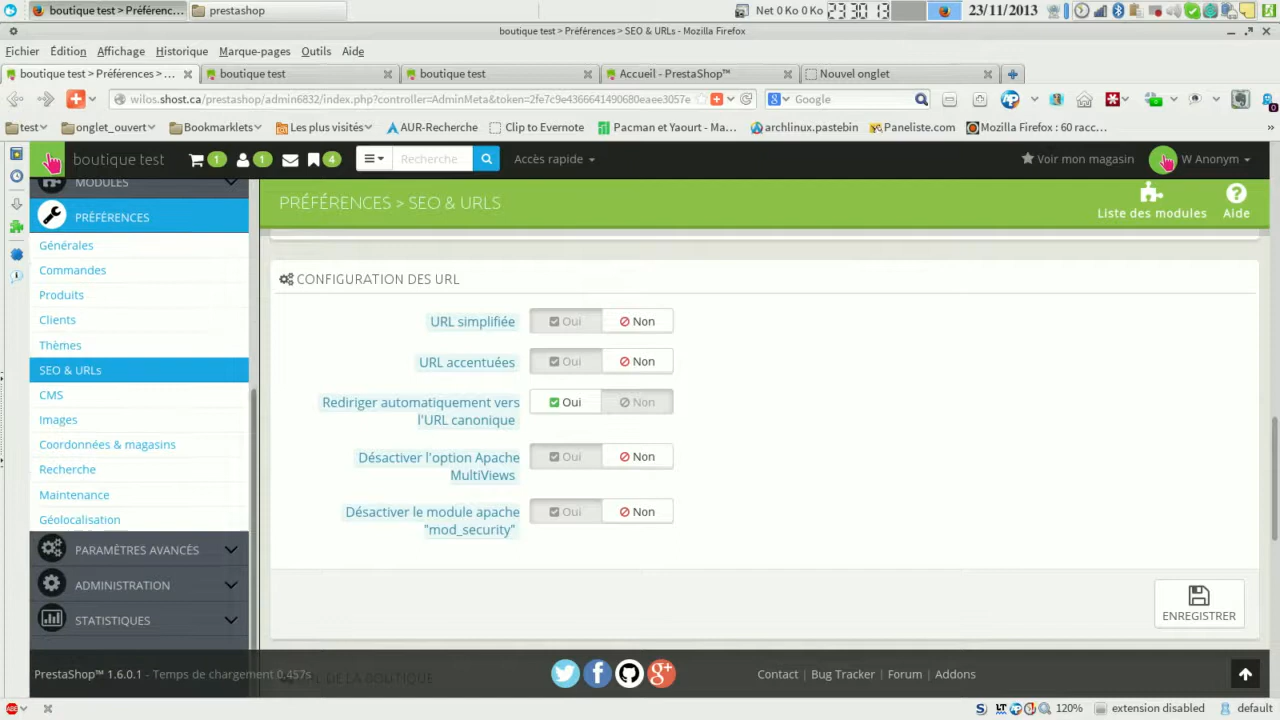 boutique test > Préférenc...
prestashop
Net 0 Ko 0 Ko
23:30 13
23/11/2013
boutique test > Préférences > SEO & URLs - Mozilla Firefox
Fichier Édition Affichage Historique Marque-pages Outils Aide
boutique test > Préférences > ...
boutique test
boutique test
Accueil - PrestaShop™
Nouvel onglet
wilos.shost.ca/prestashop/admin6832/index.php?controller=AdminMeta&token=2fe7c9e4366641490680eaee3057e
Google
test
onglet_ouvert
Bookmarklets
Les plus visités
AUR-Recherche
Clip to Evernote
Pacman et Yaourt - Ma...
archlinux.pastebin
Paneliste.com
Mozilla Firefox : 60 racc...
»
boutique test
1
1
4
Recherche
Accès rapide
Voir mon magasin
W Anonym
MODULES
PRÉFÉRENCES
Générales
Commandes
Produits
Clients
Thèmes
SEO & URLs
CMS
Images
Coordonnées & magasins
Recherche
Maintenance
Géolocalisation
PARAMÈTRES AVANCÉS
ADMINISTRATION
STATISTIQUES
PRÉFÉRENCES > SEO & URLS
Liste des modules
Aide
CONFIGURATION DES URL
URL simplifiée Oui Non
URL accentuées Oui Non
Rediriger automatiquement vers Oui Non
l'URL canonique
Désactiver l'option Apache Oui Non
MultiViews
Désactiver le module apache Oui Non
"mod_security"
ENREGISTRER
PrestaShop™ 1.6.0.1 - Temps de chargement 0,457s
Contact | Bug Tracker | Forum | Addons
ABP
120%
extension disabled
default